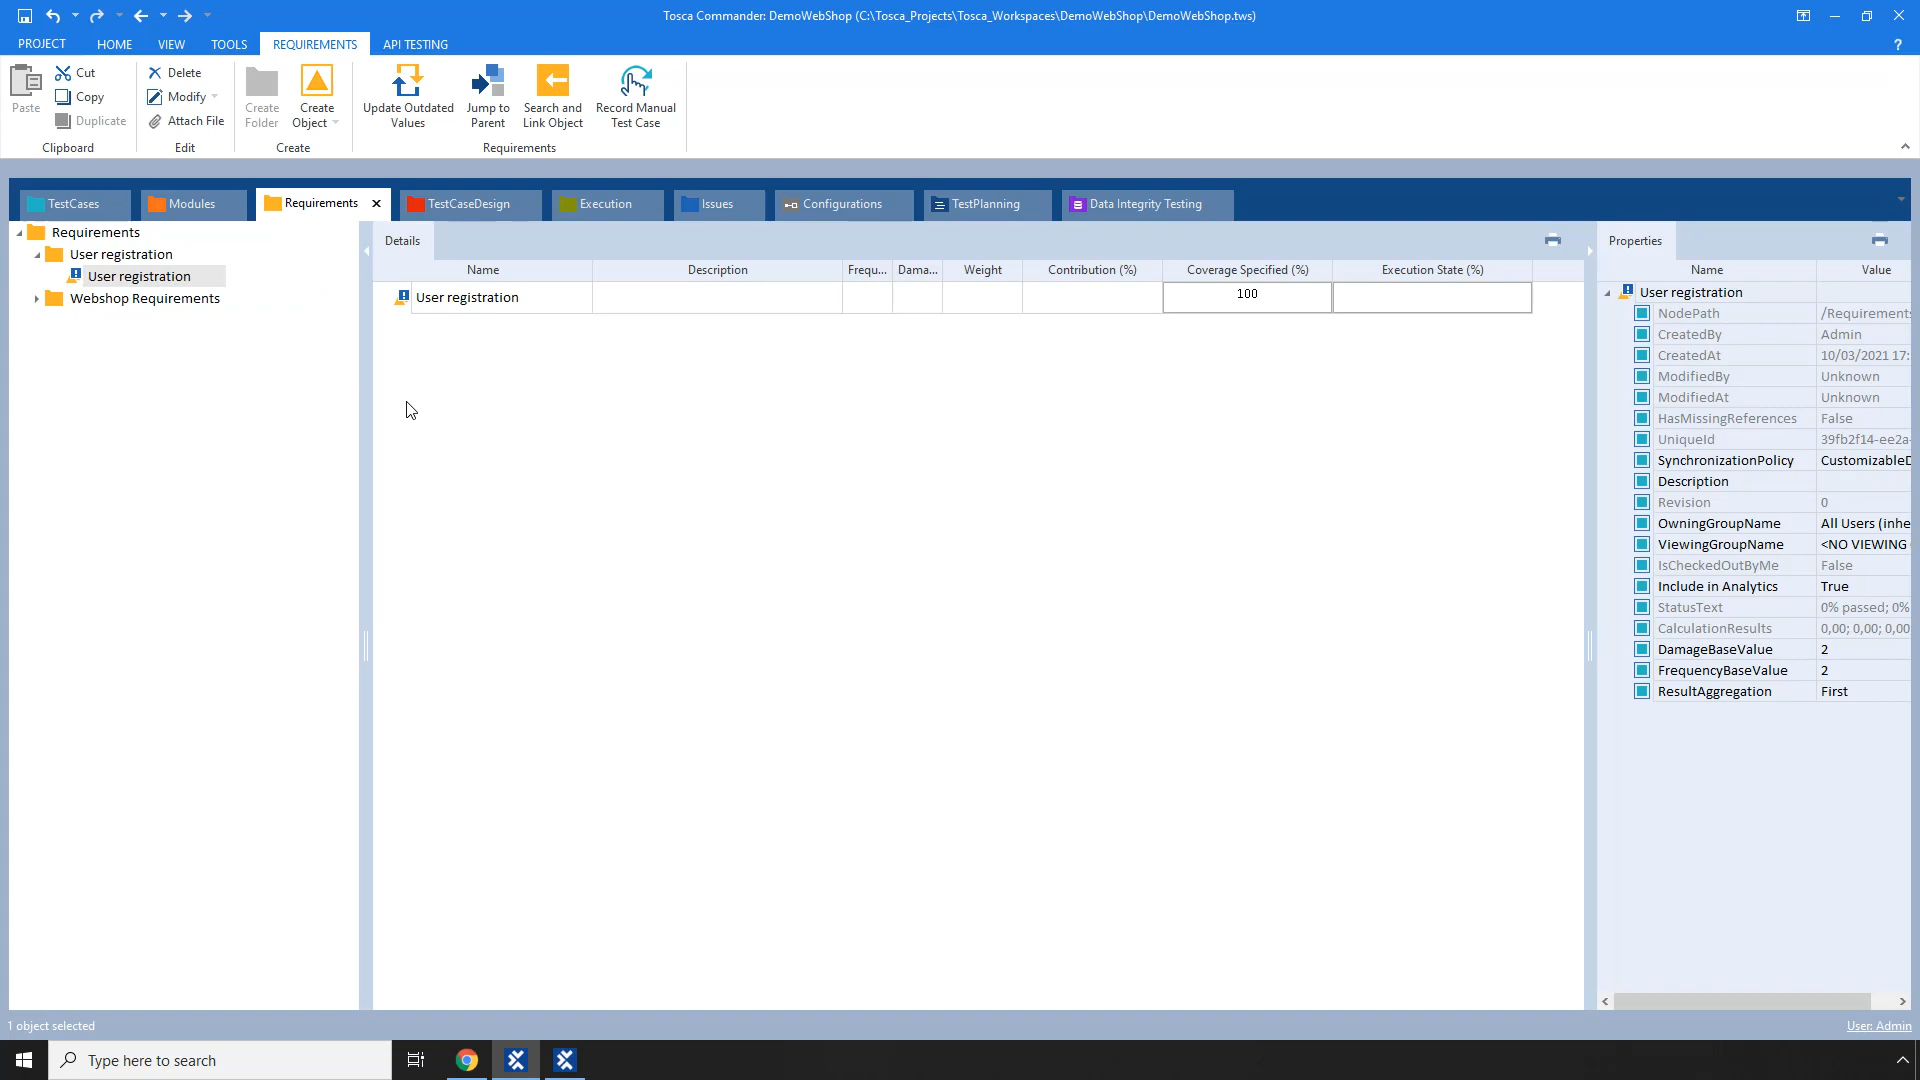 Tosca Commander: DemoWebShop (C:\Tosca_Projects\Tosca_Workspaces\DemoWebShop\DemoWebShop.tws)
PROJECT HOME VIEW TOOLS REQUIREMENTS API TESTING ?
Paste
Cut
Copy
Duplicate
Clipboard
Delete
Modify
Attach File
Edit
Create
Folder
Create
Object
Create
Update Outdated
Values
Jump to
Parent
Search and
Link Object
Record Manual
Test Case
Requirements
TestCases Modules Requirements TestCaseDesign Execution Issues Configurations TestPlanning Data Integrity Testing
Requirements
User registration
User registration
Webshop Requirements
Details
Name Description Frequ... Dama... Weight Contribution (%) Coverage Specified (%) Execution State (%)
User registration 100
Properties
Name Value
User registration
NodePath /Requirements
CreatedBy Admin
CreatedAt 10/03/2021 17:
ModifiedBy Unknown
ModifiedAt Unknown
HasMissingReferences False
UniqueId 39fb2f14-ee2a-
SynchronizationPolicy CustomizableD
Description
Revision 0
OwningGroupName All Users (inhe
ViewingGroupName <NO VIEWING
IsCheckedOutByMe False
Include in Analytics True
StatusText 0% passed; 0%
CalculationResults 0,00; 0,00; 0,00
DamageBaseValue 2
FrequencyBaseValue 2
ResultAggregation First
1 object selected User: Admin
Type here to search